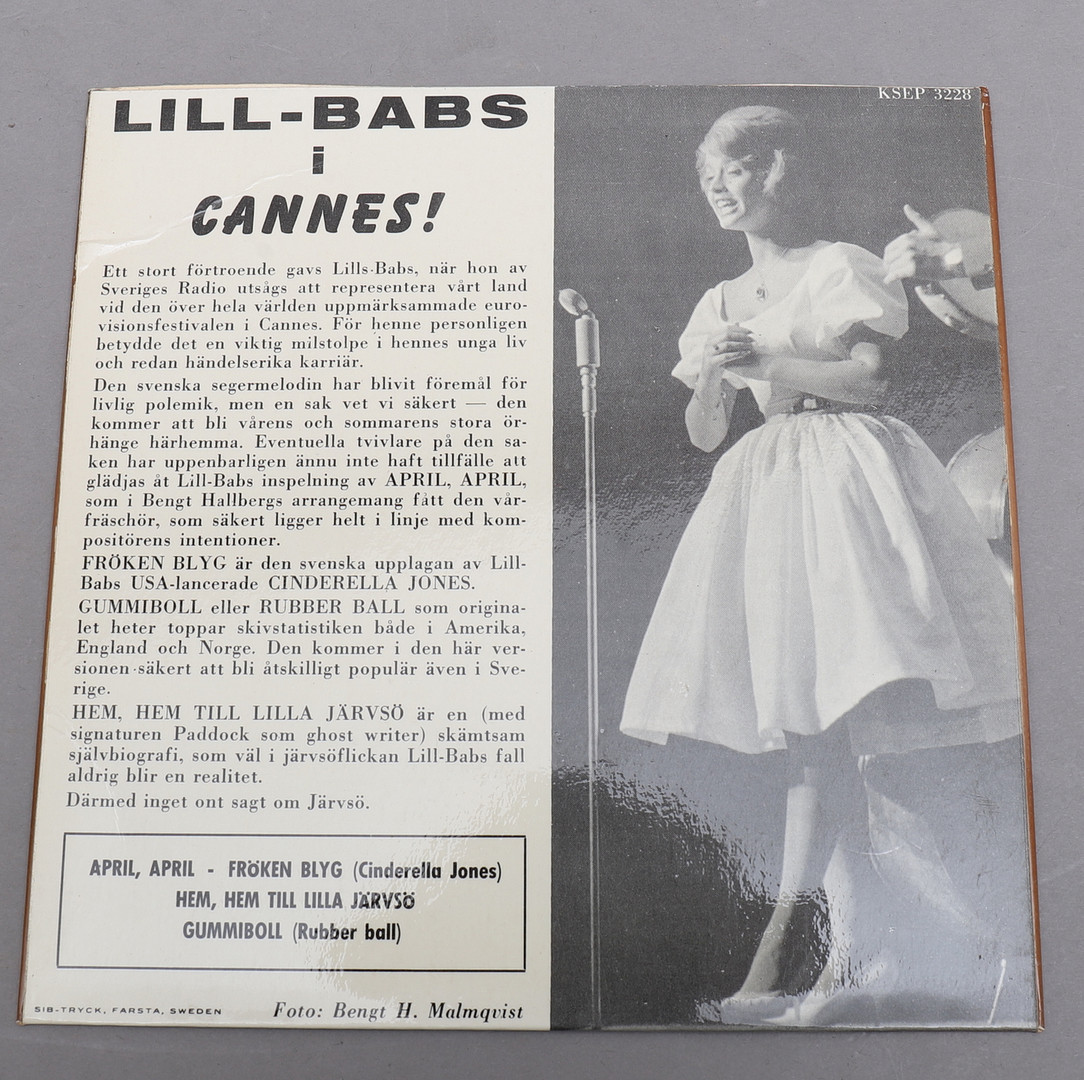 LILL-BABS
i
CANNES!
Ett stort förtroende gavs Lills-Babs, när hon av
Sveriges Radio utsågs att representera vårt land
vid den över hela världen uppmärksammade euro-
visionsfestivalen i Cannes. För henne personligen
betydde det en viktig milstolpe i hennes unga liv
och redan händelserika karriär.
Den svenska segermelodin har blivit föremål för
livlig polemik, men en sak vet vi säkert — den
kommer att bli vårens och sommarens stora ör-
hänge härhemma. Eventuella tvivlare på den sa-
ken har uppenbarligen ännu inte haft tillfälle att
glädjas åt Lill-Babs inspelning av APRIL, APRIL,
som i Bengt Hallbergs arrangemang fått den vår-
fräschör, som säkert ligger helt i linje med kom-
positörens intentioner.
FRÖKEN BLYG är den svenska upplagan av Lill-
Babs USA-lancerade CINDERELLA JONES.
GUMMIBOLL eller RUBBER BALL som origina-
let heter toppar skivstatistiken både i Amerika,
England och Norge. Den kommer i den här ver-
sionen säkert att bli åtskilligt populär även i Sve-
rige.
HEM, HEM TILL LILLA JÄRVSÖ är en (med
signaturen Paddock som ghost writer) skämtsam
självbiografi, som väl i järvsöflickan Lill-Babs fall
aldrig blir en realitet.
Därmed inget ont sagt om Järvsö.
APRIL, APRIL - FRÖKEN BLYG (Cinderella Jones)
HEM, HEM TILL LILLA JÄRVSÖ
GUMMIBOLL (Rubber ball)
SIB-TRYCK, FARSTA, SWEDEN
Foto: Bengt H. Malmqvist
KSEP 3228